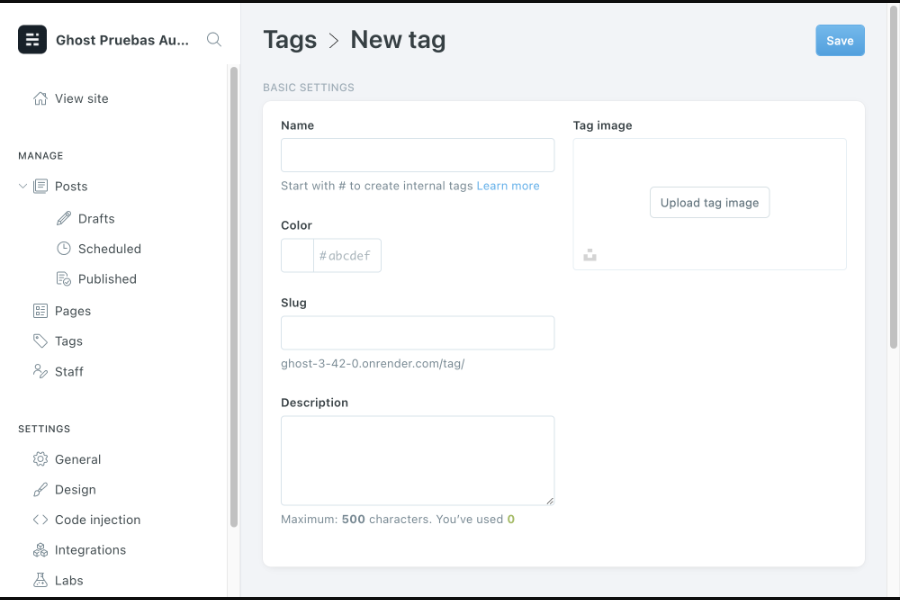 Ghost Pruebas Au...
View site
MANAGE
Posts
Drafts
Scheduled
Published
Pages
Tags
Staff
SETTINGS
General
Design
Code injection
Integrations
Labs
Tags > New tag
Save
BASIC SETTINGS
Name
Start with # to create internal tags Learn more
Color
#abcdef
Slug
ghost-3-42-0.onrender.com/tag/
Description
Maximum: 500 characters. You've used 0
Tag image
Upload tag image